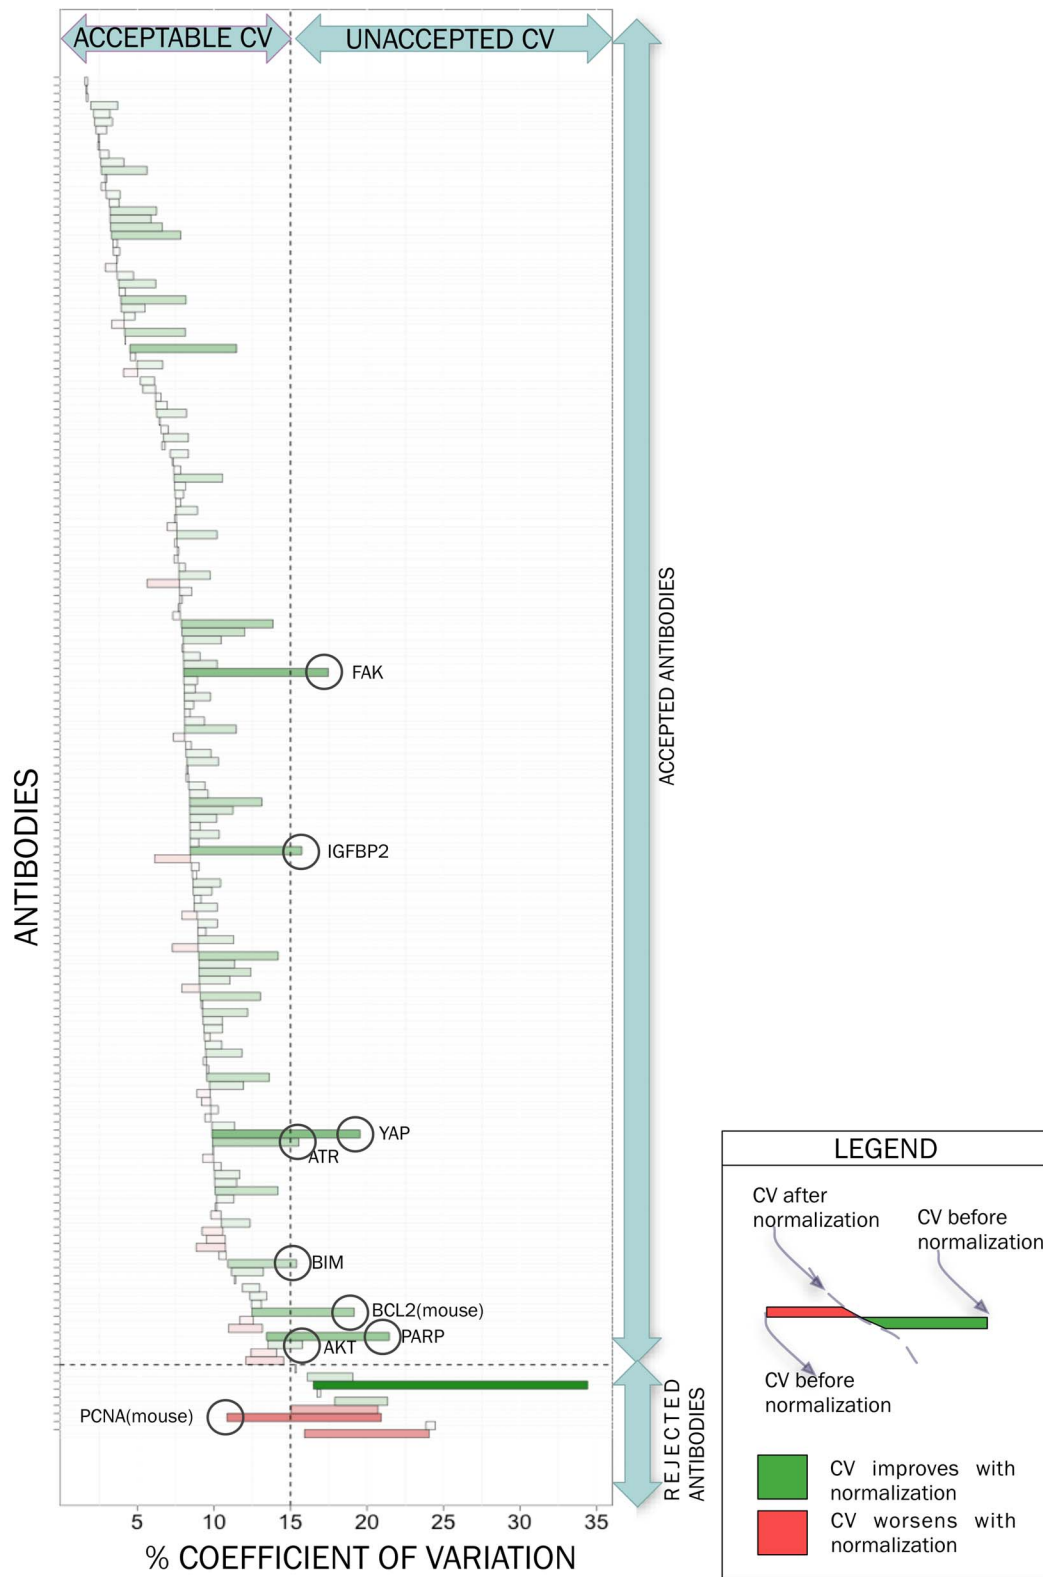 ACCEPTABLE CV
UNACCEPTED CV
ANTIBODIES
ACCEPTED ANTIBODIES
FAK
IGFBP2
YAP
ATR
BIM
BCL2(mouse)
PARP
AKT
PCNA(mouse)
REJECTED
ANTIBODIES
5 10 15 20 25 30 35
% COEFFICIENT OF VARIATION
LEGEND
CV after
normalization
CV before
normalization
CV before
normalization
CV improves with
normalization
CV worsens with
normalization